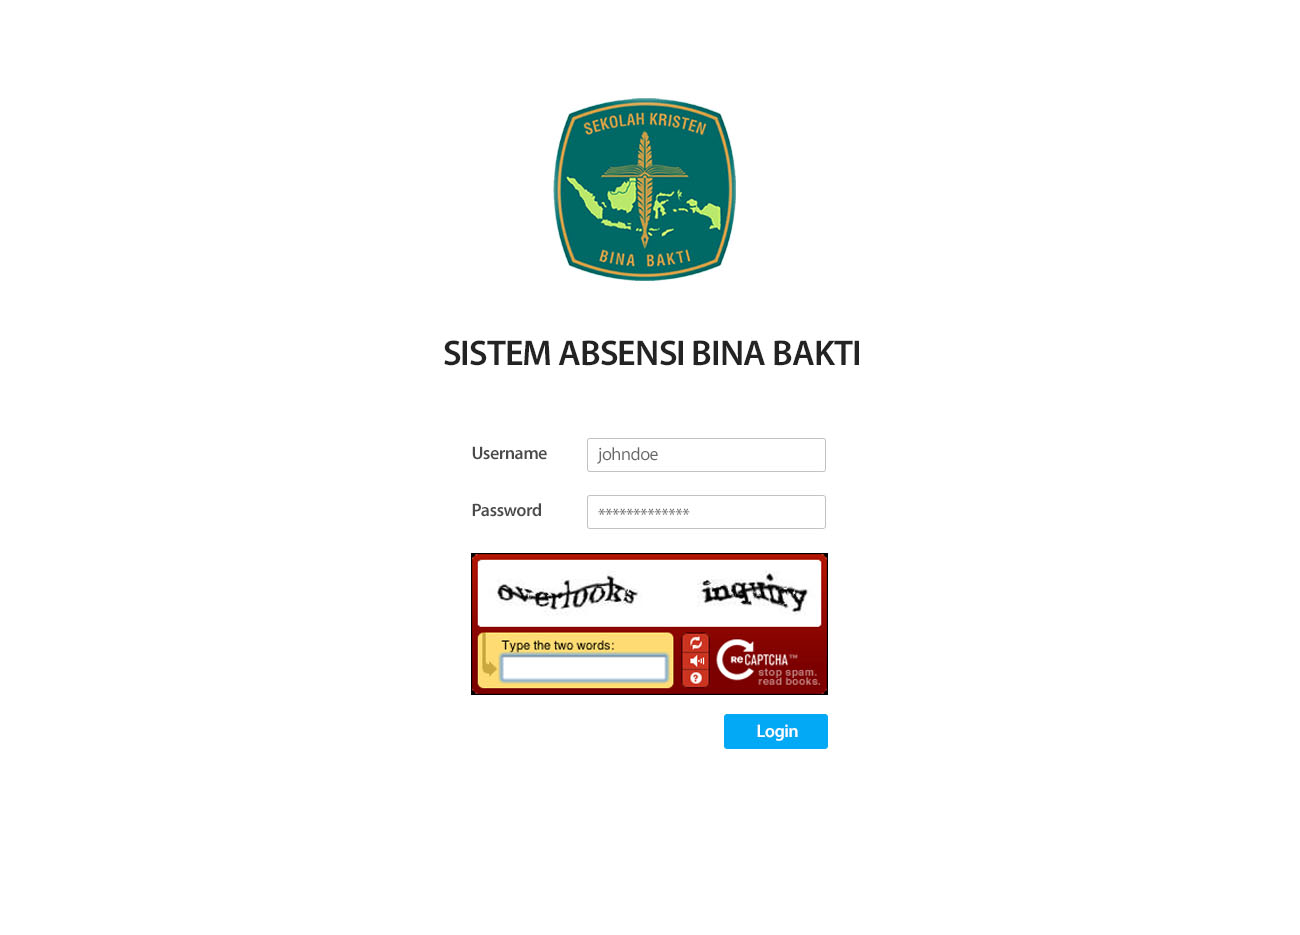 SEKOLAH KRISTEN
BINA BAKTI
SISTEM ABSENSI BINA BAKTI
Username johndoe
Password *************
overlooks inquiry
Type the two words:
reCAPTCHA™
stop spam.
read books.
Login